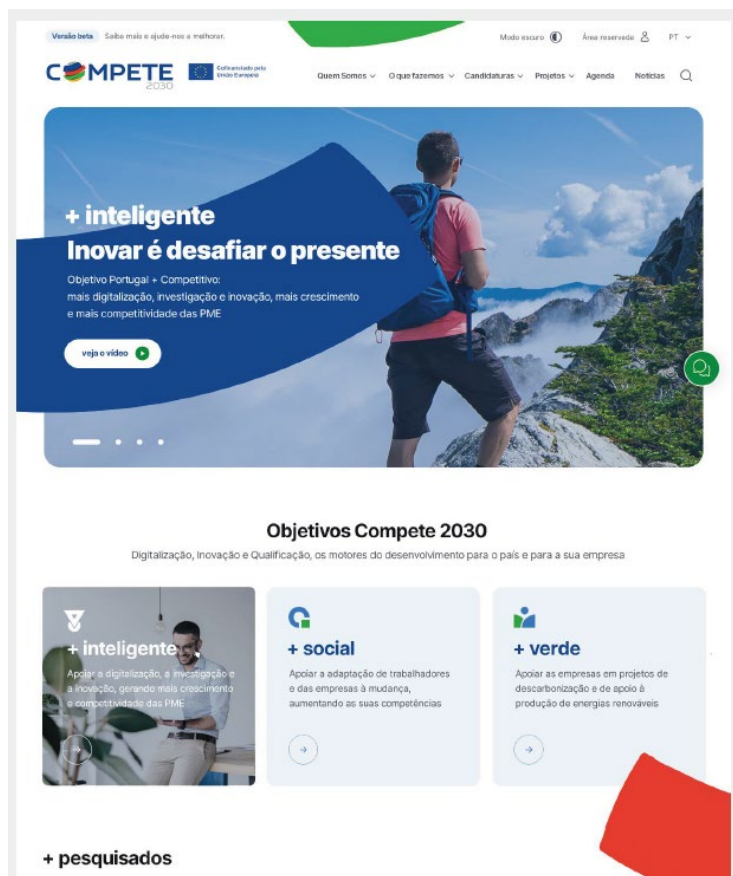 Versão beta Saiba mais e ajude-nos a melhorar.
Modo escuro Área reservada PT
COMPETE
2030
Cofinanciado pela
União Europeia
Quem Somos O que fazemos Candidaturas Projetos Agenda Notícias
+ inteligente
Inovar é desafiar o presente
Objetivo Portugal + Competitivo:
mais digitalização, investigação e inovação, mais crescimento
e mais competitividade das PME
veja o vídeo
Objetivos Compete 2030
Digitalização, Inovação e Qualificação, os motores do desenvolvimento para o país e para a sua empresa
+ inteligente
Apoiar a digitalização, a investigação e
a inovação, gerando mais crescimento
e competitividade das PME
+ social
Apoiar a adaptação de trabalhadores
e das empresas à mudança,
aumentando as suas competências
+ verde
Apoiar as empresas em projetos de
descarbonização e de apoio à
produção de energias renováveis
+ pesquisados